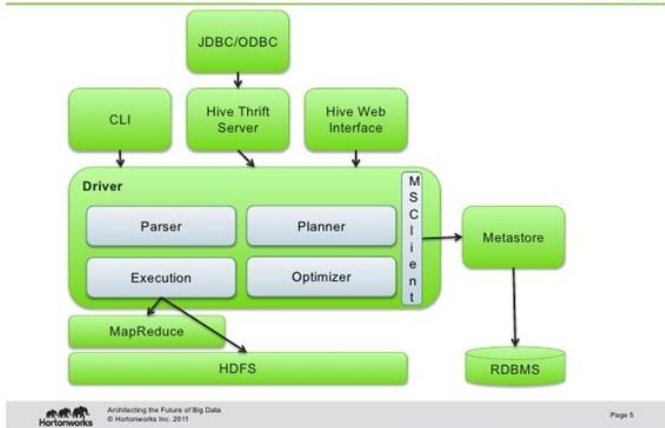 JDBC/ODBC
CLI
Hive Thrift
Server
Hive Web
Interface
Driver
Parser
Planner
Execution
Optimizer
MSClient
Metastore
MapReduce
HDFS
RDBMS
Hortonworks
Architecting the Future of Big Data
© Hortonworks Inc. 2011
Page 5